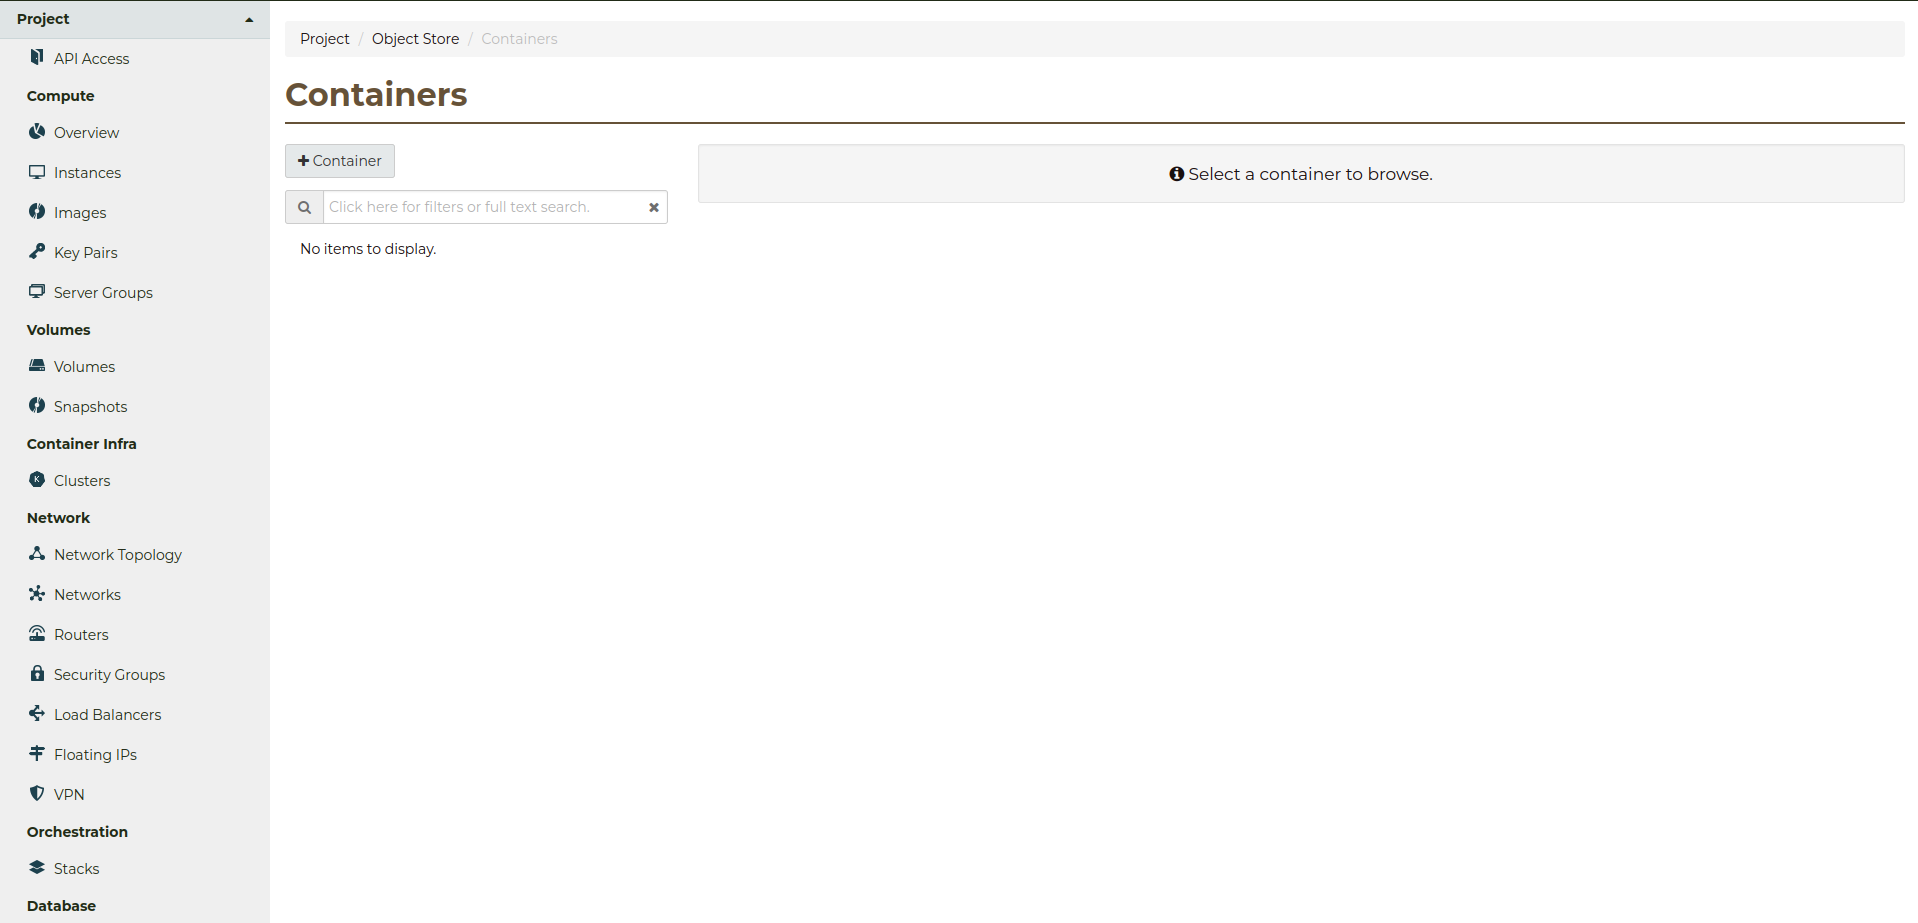 Project
API Access
Compute
Overview
Instances
Images
Key Pairs
Server Groups
Volumes
Volumes
Snapshots
Container Infra
Clusters
Network
Network Topology
Networks
Routers
Security Groups
Load Balancers
Floating IPs
VPN
Orchestration
Stacks
Database
Project / Object Store / Containers
Containers
Container
Click here for filters or full text search.
No items to display.
Select a container to browse.